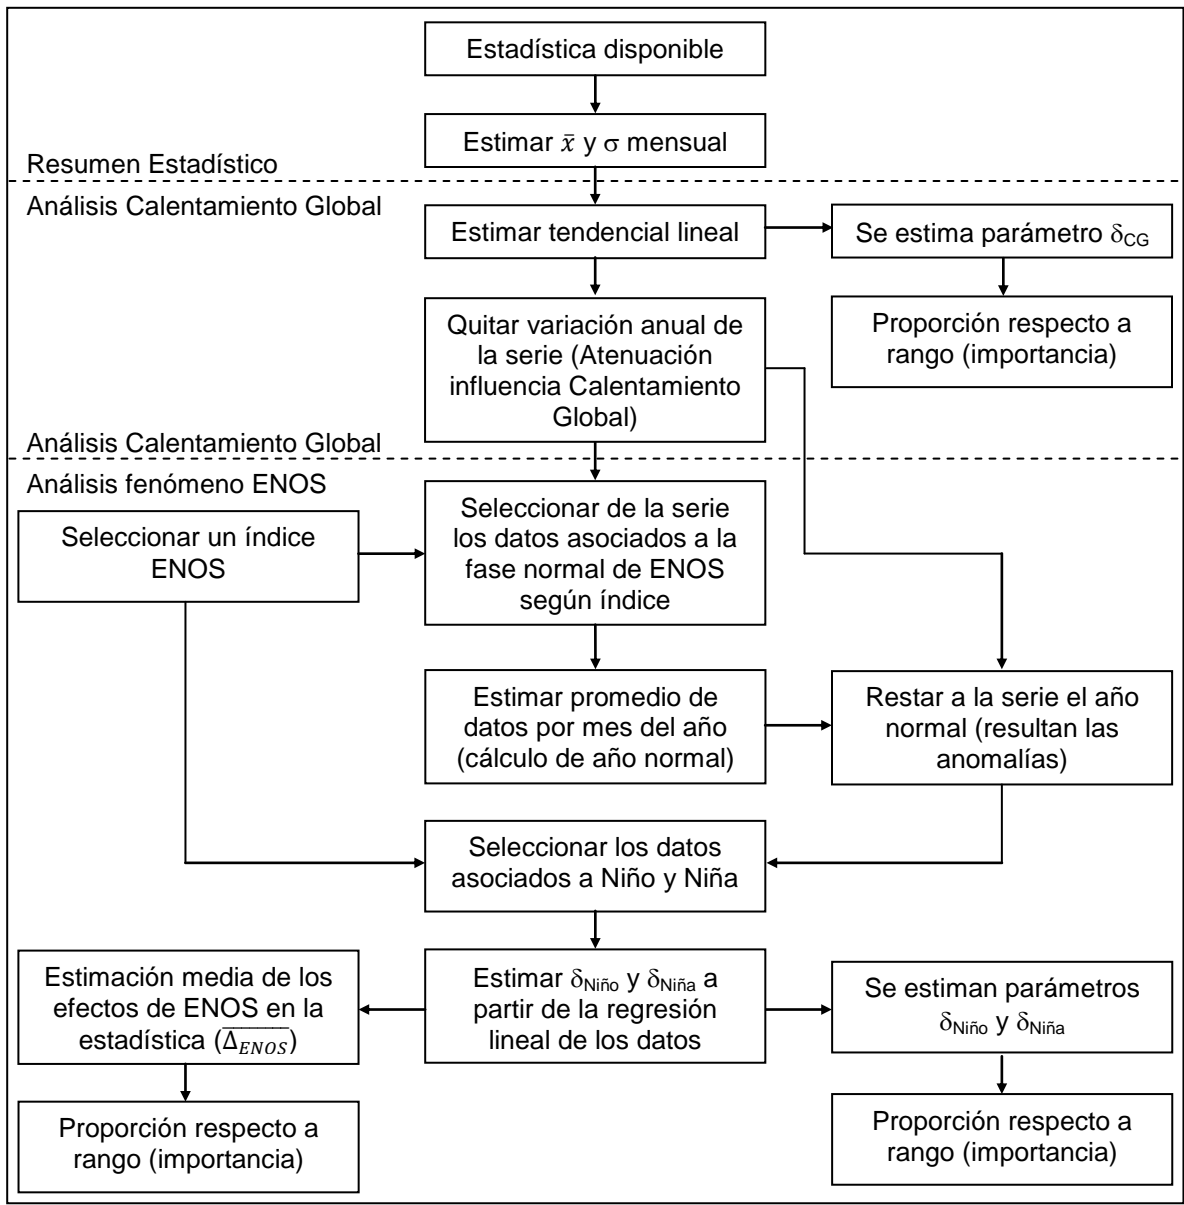 Estadística disponible
Estimar x̄ y σ mensual
Resumen Estadístico
Análisis Calentamiento Global
Estimar tendencial lineal
Se estima parámetro δCG
Proporción respecto a
rango (importancia)
Quitar variación anual de
la serie (Atenuación
influencia Calentamiento
Global)
Análisis Calentamiento Global
Análisis fenómeno ENOS
Seleccionar un índice
ENOS
Seleccionar de la serie
los datos asociados a la
fase normal de ENOS
según índice
Estimar promedio de
datos por mes del año
(cálculo de año normal)
Restar a la serie el año
normal (resultan las
anomalías)
Seleccionar los datos
asociados a Niño y Niña
Estimación media de los
efectos de ENOS en la
estadística (Δ̅E̅N̅O̅S̅)
Estimar δNiño y δNiña a
partir de la regresión
lineal de los datos
Se estiman parámetros
δNiño y δNiña
Proporción respecto a
rango (importancia)
Proporción respecto a
rango (importancia)